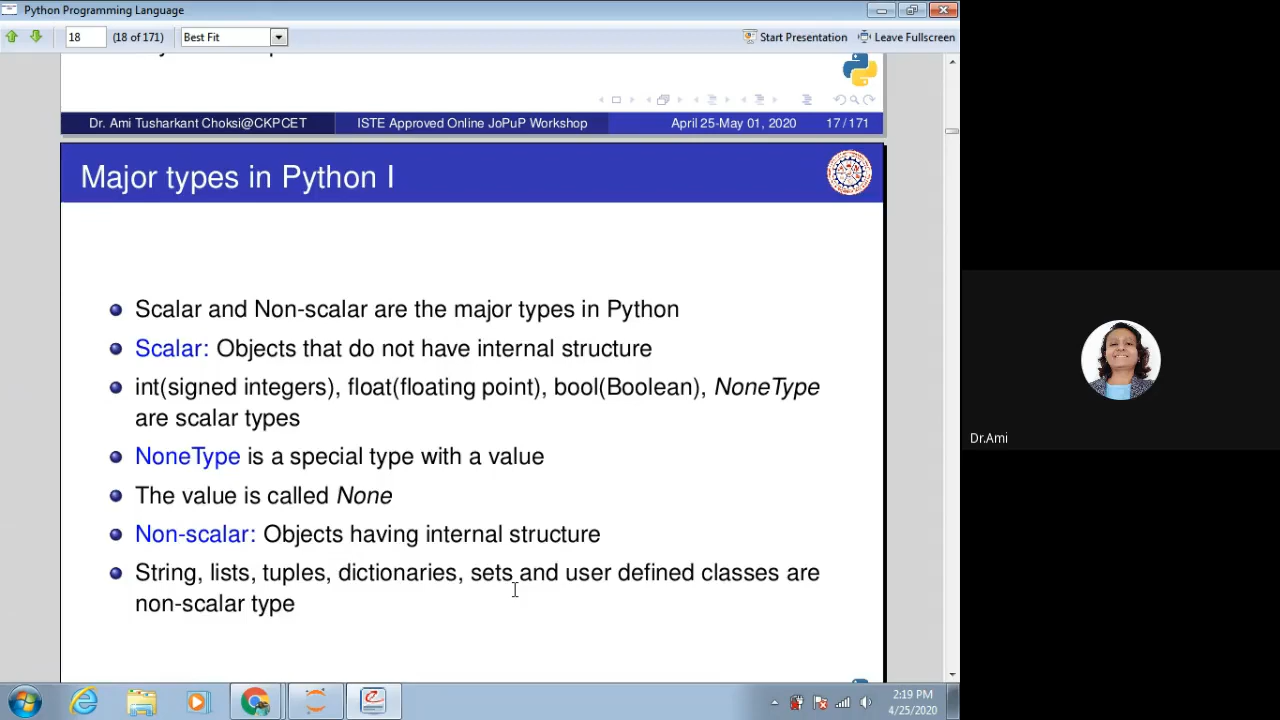 Python Programming Language
18
(18 of 171)
Best Fit
Start Presentation
Leave Fullscreen
Dr. Ami Tusharkant Choksi@CKPCET
ISTE Approved Online JoPuP Workshop
April 25-May 01, 2020
17 / 171
Major types in Python I
Scalar and Non-scalar are the major types in Python
Scalar: Objects that do not have internal structure
int(signed integers), float(floating point), bool(Boolean), NoneType
are scalar types
NoneType is a special type with a value
The value is called None
Non-scalar: Objects having internal structure
String, lists, tuples, dictionaries, sets and user defined classes are
non-scalar type
Dr.Ami
2:19 PM
4/25/2020